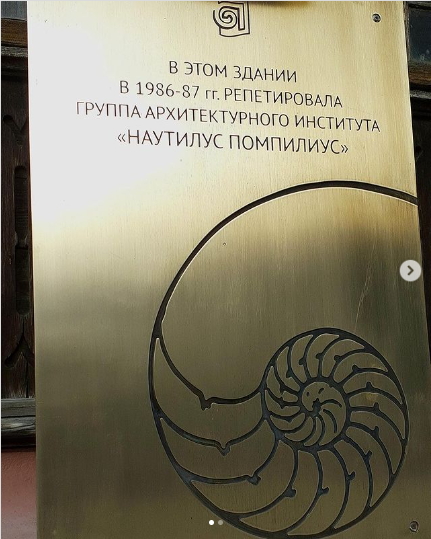 В ЭТОМ ЗДАНИИ
В 1986-87 гг. РЕПЕТИРОВАЛА
ГРУППА АРХИТЕКТУРНОГО ИНСТИТУТА
«НАУТИЛУС ПОМПИЛИУС»